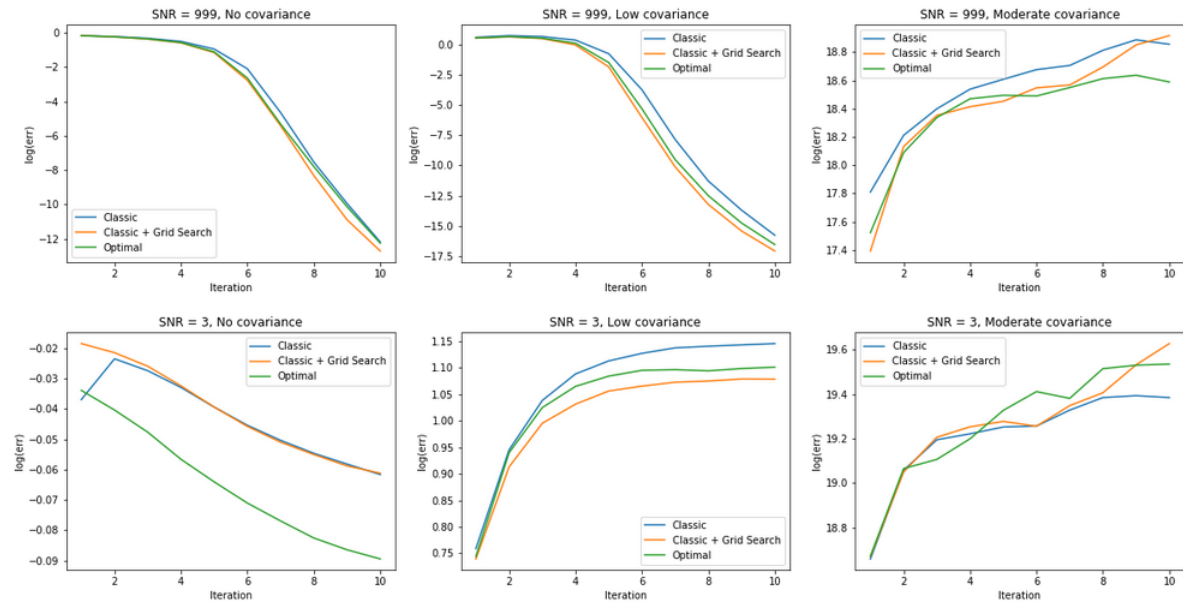 SNR = 999, No covariance
log(err)
0
−2
−4
−6
−8
−10
−12
Classic
Classic + Grid Search
Optimal
2 4 6 8 10
Iteration
SNR = 999, Low covariance
log(err)
0.0
−2.5
−5.0
−7.5
−10.0
−12.5
−15.0
−17.5
Classic
Classic + Grid Search
Optimal
2 4 6 8 10
Iteration
SNR = 999, Moderate covariance
log(err)
18.8
18.6
18.4
18.2
18.0
17.8
17.6
17.4
Classic
Classic + Grid Search
Optimal
2 4 6 8 10
Iteration
SNR = 3, No covariance
log(err)
−0.02
−0.03
−0.04
−0.05
−0.06
−0.07
−0.08
−0.09
Classic
Classic + Grid Search
Optimal
2 4 6 8 10
Iteration
SNR = 3, Low covariance
log(err)
1.15
1.10
1.05
1.00
0.95
0.90
0.85
0.80
0.75
Classic
Classic + Grid Search
Optimal
2 4 6 8 10
Iteration
SNR = 3, Moderate covariance
log(err)
19.6
19.4
19.2
19.0
18.8
Classic
Classic + Grid Search
Optimal
2 4 6 8 10
Iteration